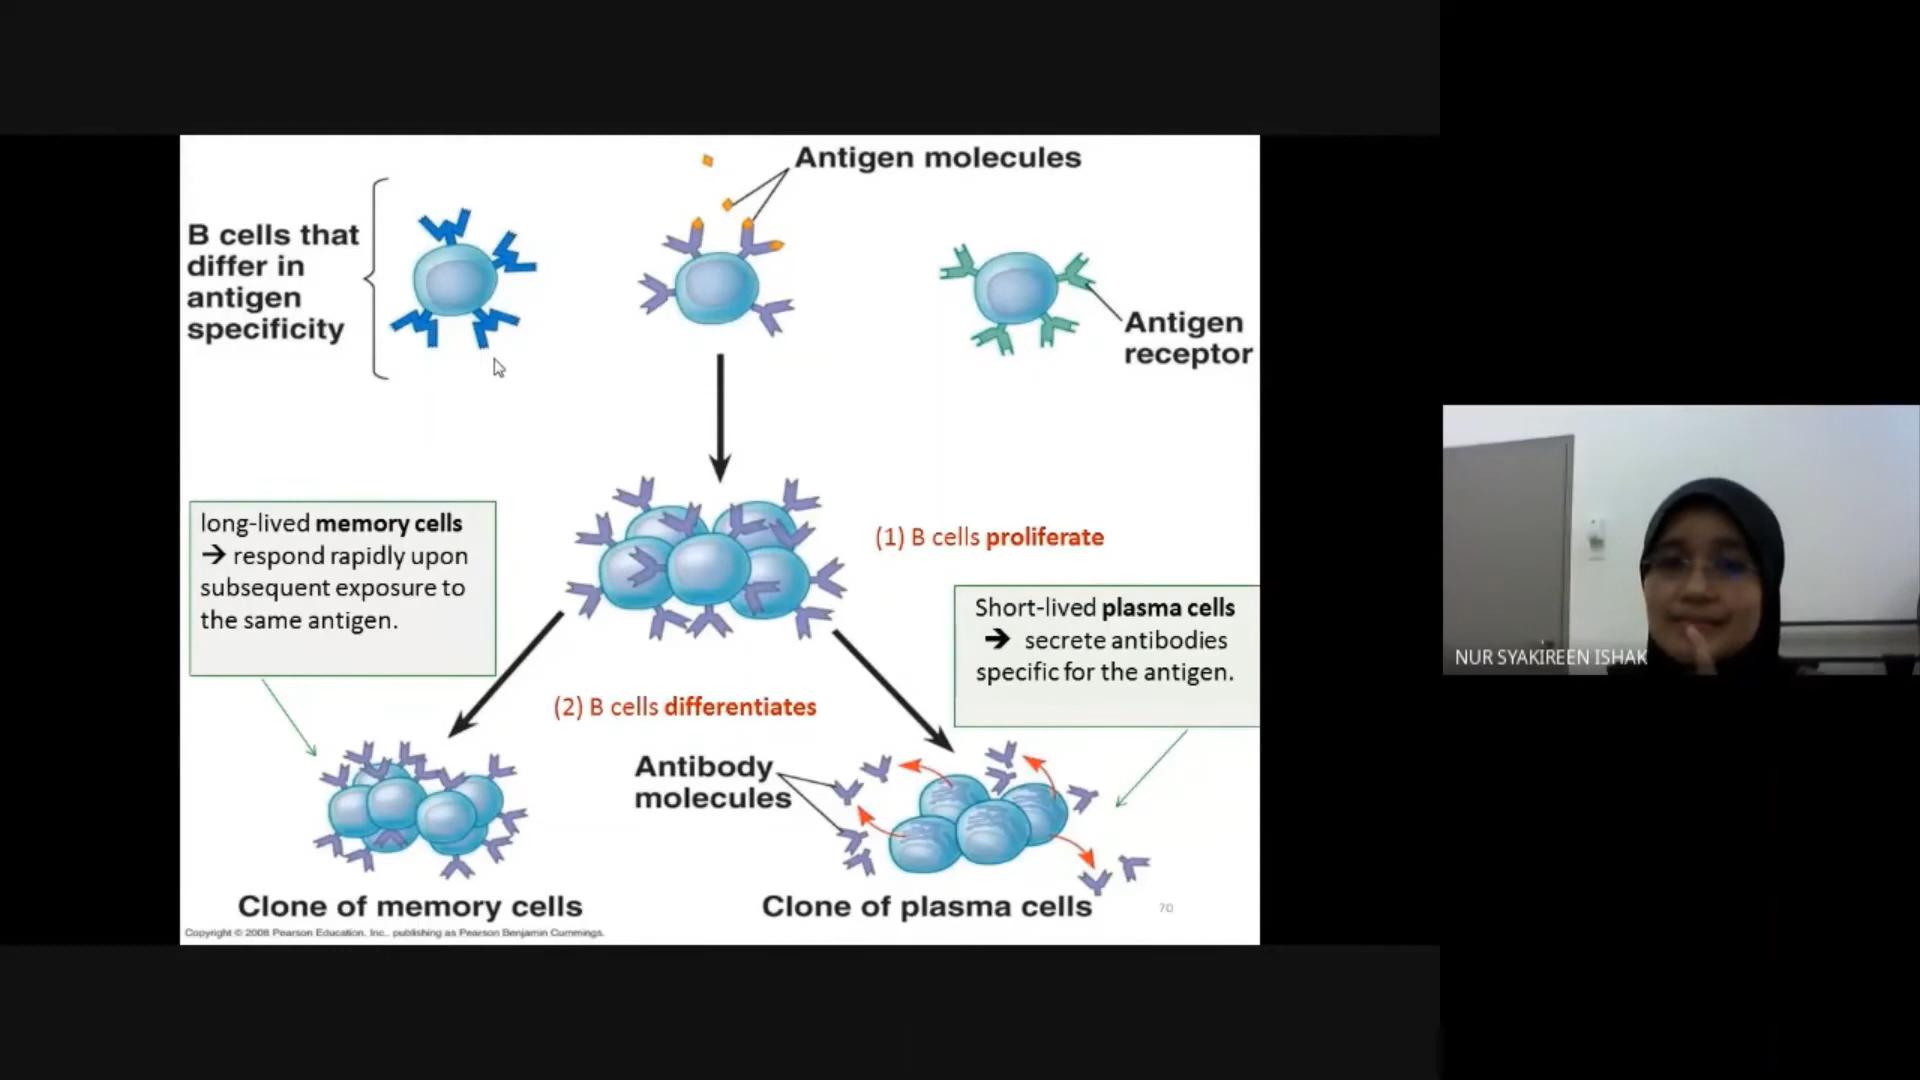 Antigen molecules
B cells that
differ in
antigen
specificity
Antigen
receptor
long-lived memory cells
➔ respond rapidly upon
subsequent exposure to
the same antigen.
(1) B cells proliferate
Short-lived plasma cells
➔ secrete antibodies
specific for the antigen.
(2) B cells differentiates
Antibody
molecules
Clone of memory cells
Clone of plasma cells
70
Copyright © 2008 Pearson Education, Inc., publishing as Pearson Benjamin Cummings.
NUR SYAKIREEN ISHAK